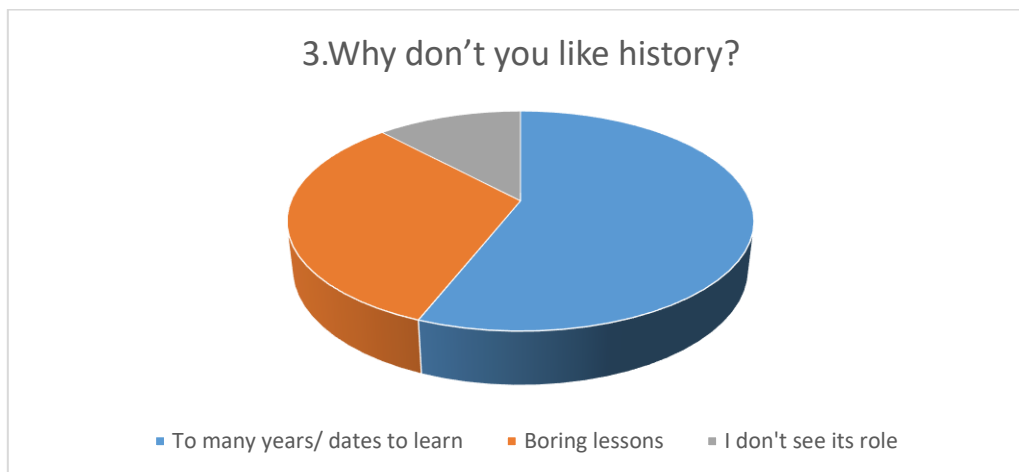 3.Why don’t you like history?
To many years/ dates to learn Boring lessons I don't see its role